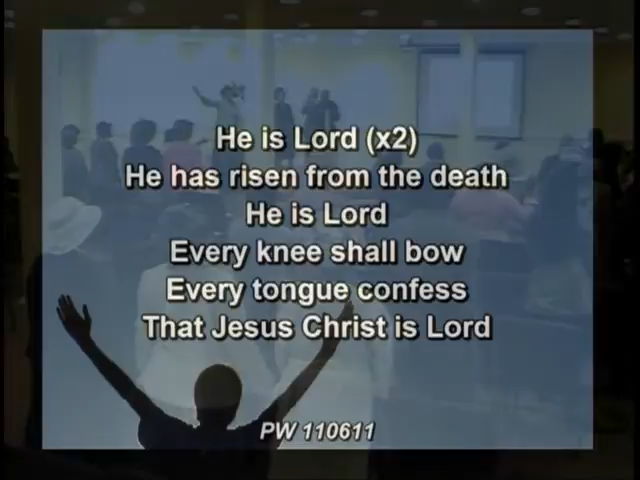 He is Lord (x2)
He has risen from the death
He is Lord
Every knee shall bow
Every tongue confess
That Jesus Christ is Lord
PW 110611